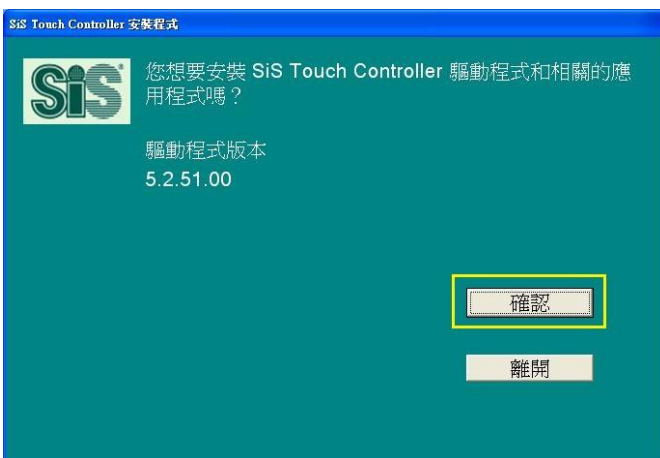 SiS Touch Controller 安裝程式
SiS
您想要安裝 SiS Touch Controller 驅動程式和相關的應
用程式嗎？
驅動程式版本
5.2.51.00
確認
離開